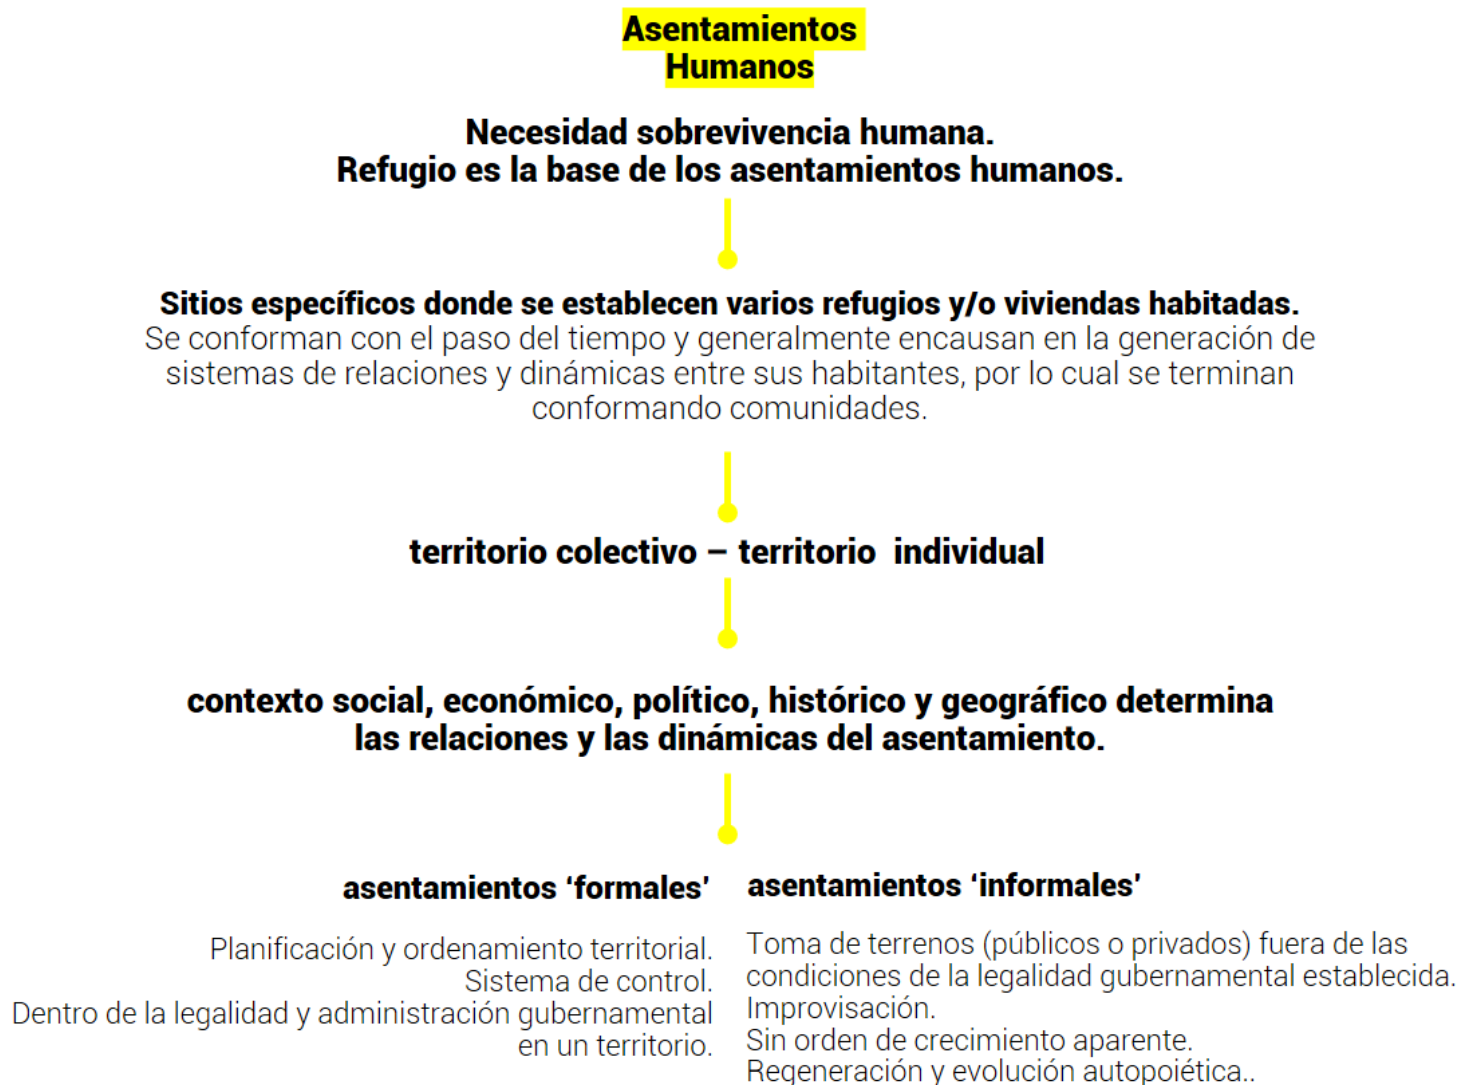 Asentamientos
Humanos
Necesidad sobrevivencia humana.
Refugio es la base de los asentamientos humanos.
Sitios específicos donde se establecen varios refugios y/o viviendas habitadas.
Se conforman con el paso del tiempo y generalmente encausan en la generación de
sistemas de relaciones y dinámicas entre sus habitantes, por lo cual se terminan
conformando comunidades.
territorio colectivo – territorio  individual
contexto social, económico, político, histórico y geográfico determina
las relaciones y las dinámicas del asentamiento.
asentamientos ‘formales’
Planificación y ordenamiento territorial.
Sistema de control.
Dentro de la legalidad y administración gubernamental
en un territorio.
asentamientos ‘informales’
Toma de terrenos (públicos o privados) fuera de las
condiciones de la legalidad gubernamental establecida.
Improvisación.
Sin orden de crecimiento aparente.
Regeneración y evolución autopoiética..